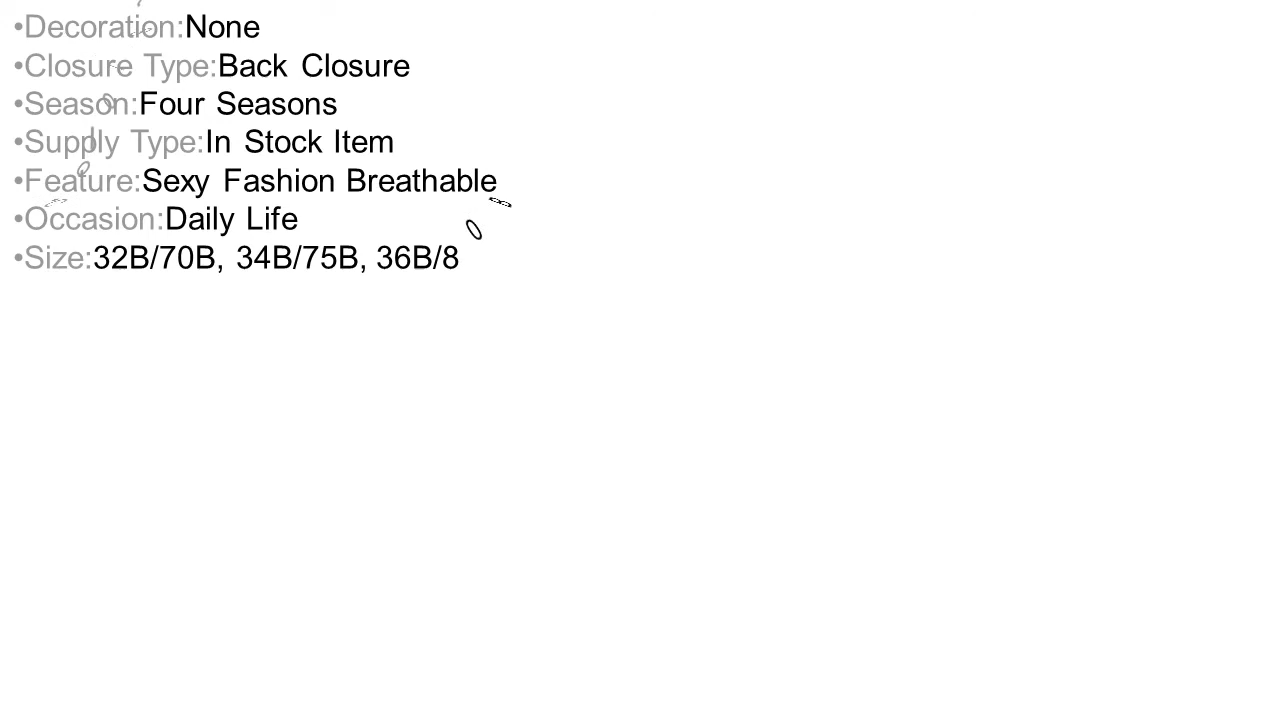 •Decoration:None
•Closure Type:Back Closure
•Season:Four Seasons
•Supply Type:In Stock Item
•Feature:Sexy Fashion Breathable
•Occasion:Daily Life
•Size:32B/70B, 34B/75B, 36B/8